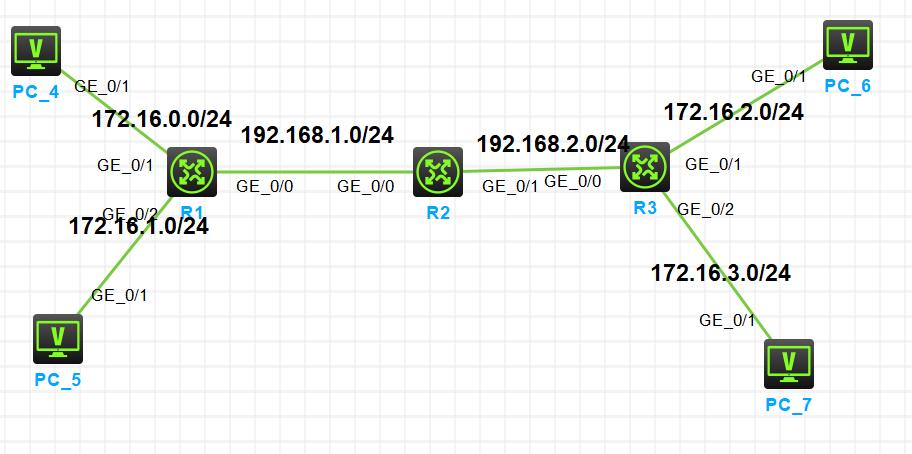 PC_4
GE_0/1
172.16.0.0/24
GE_0/1
192.168.1.0/24
192.168.2.0/24
172.16.2.0/24
GE_0/1
PC_6
GE_0/1
R1
GE_0/0
GE_0/0
R2
GE_0/1
GE_0/0
R3
GE_0/2
GE_0/2
172.16.1.0/24
172.16.3.0/24
GE_0/1
GE_0/1
PC_5
PC_7